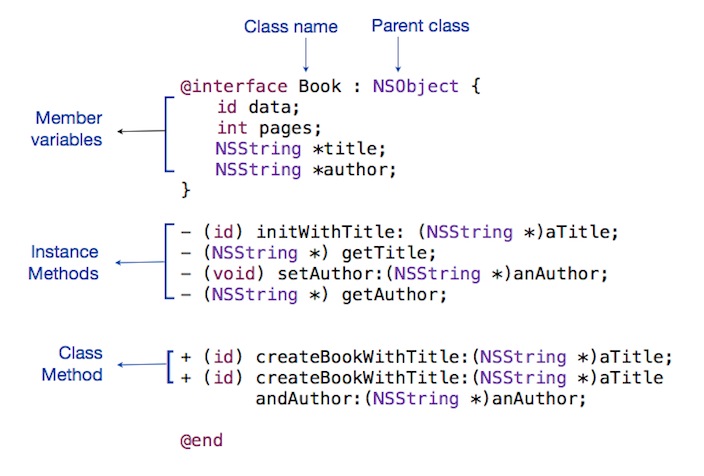 Class name Parent class
@interface Book : NSObject {
Member variables
id data;
int pages;
NSString *title;
NSString *author;
}
Instance Methods
- (id) initWithTitle: (NSString *)aTitle;
- (NSString *) getTitle;
- (void) setAuthor:(NSString *)anAuthor;
- (NSString *) getAuthor;
Class Method
+ (id) createBookWithTitle:(NSString *)aTitle;
+ (id) createBookWithTitle:(NSString *)aTitle
andAuthor:(NSString *)anAuthor;
@end